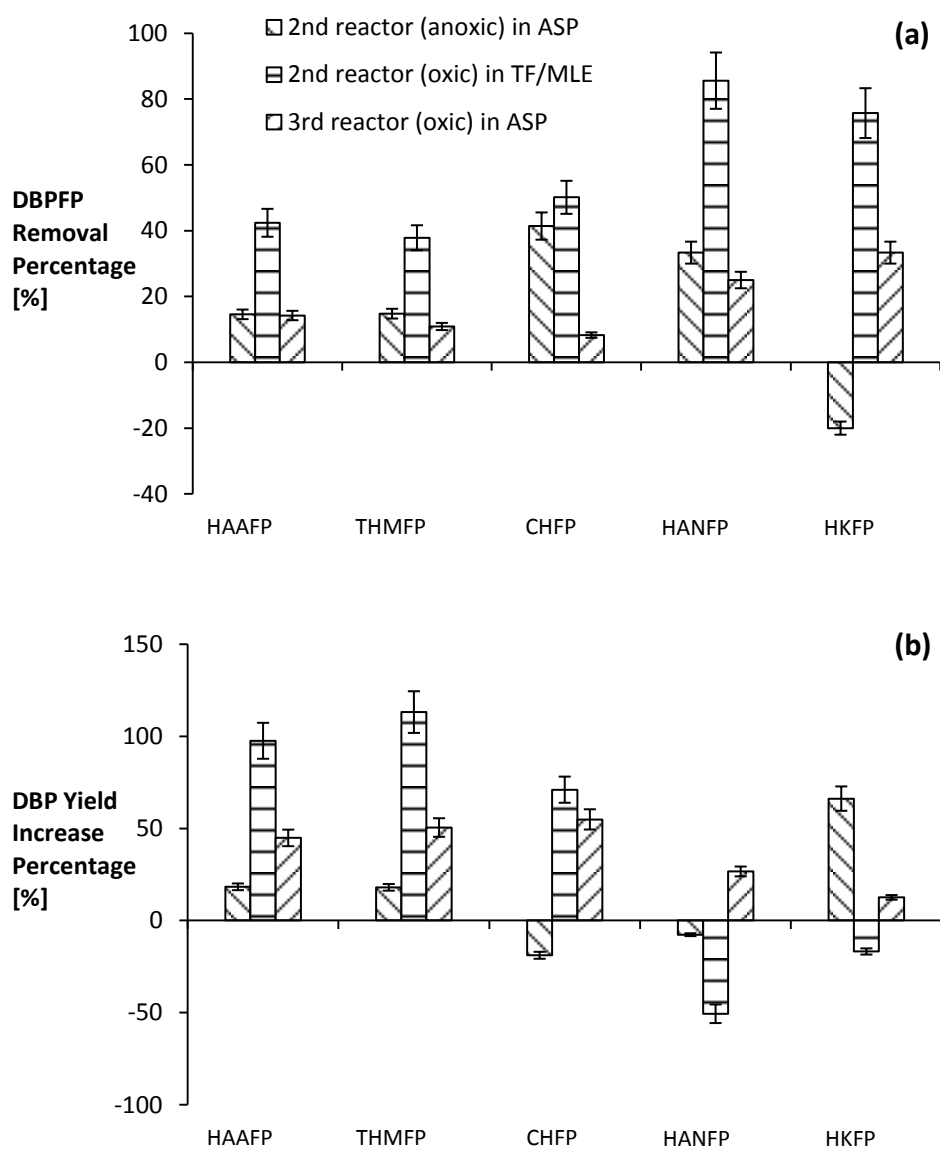 (a)
2nd reactor (anoxic) in ASP
2nd reactor (oxic) in TF/MLE
3rd reactor (oxic) in ASP
DBPFP
Removal
Percentage
[%]
100
80
60
40
20
0
-20
-40
HAAFP THMFP CHFP HANFP HKFP
(b)
DBP Yield
Increase
Percentage
[%]
150
100
50
0
-50
-100
HAAFP THMFP CHFP HANFP HKFP